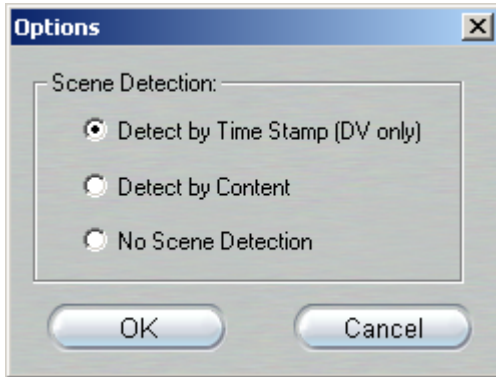 Options
Scene Detection:
Detect by Time Stamp (DV only)
Detect by Content
No Scene Detection
OK
Cancel